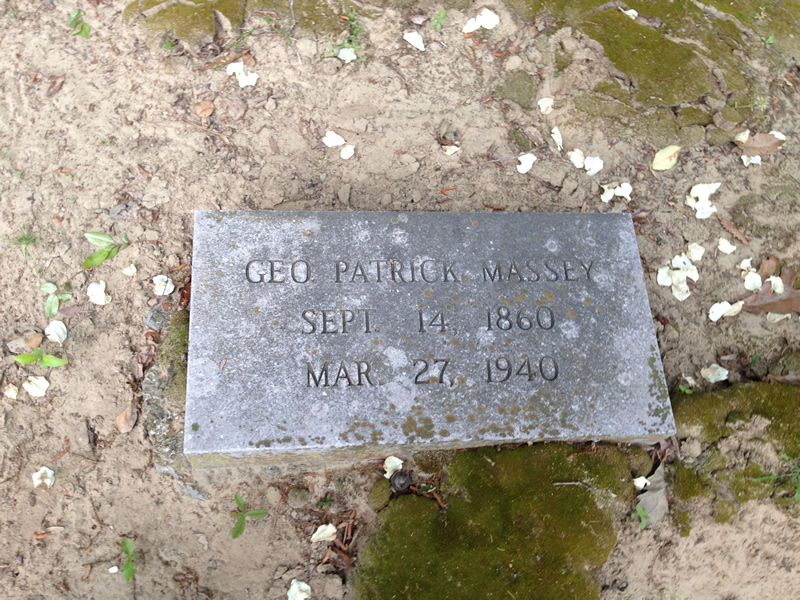 GEO. PATRICK MASSEY
SEPT. 14, 1860
MAR. 27, 1940